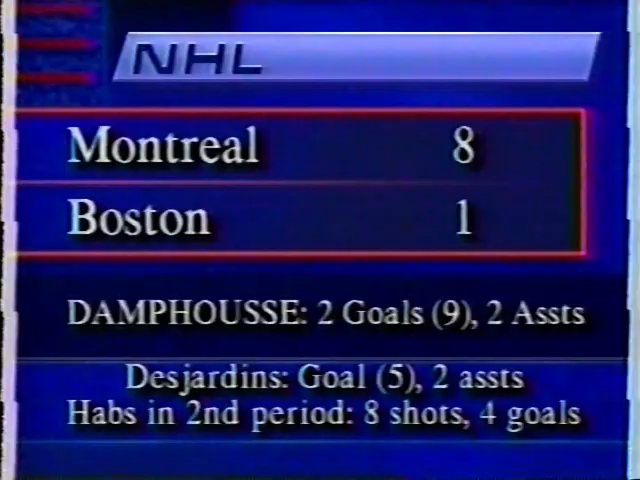 NHL
Montreal 8
Boston 1
DAMPHOUSSE: 2 Goals (9), 2 Assts
Desjardins: Goal (5), 2 assts
Habs in 2nd period: 8 shots, 4 goals